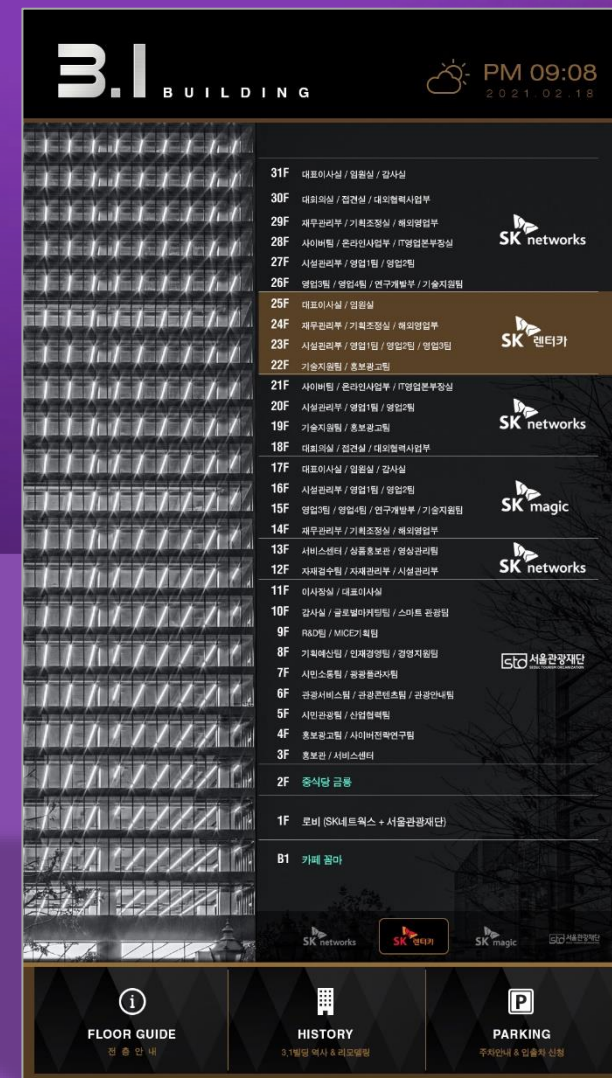 3.1 BUILDING
PM 09:08
2021.02.18
31F 대표이사실 / 임원실 / 감사실
30F 대회의실 / 접견실 / 대외협력사업부
29F 재무관리부 / 기획조정실 / 해외영업부
28F 사이버팀 / 온라인사업부 / IT영업본부장실
27F 시설관리부 / 영업1팀 / 영업2팀
26F 영업3팀 / 영업4팀 / 연구개발부 / 기술지원팀
SK networks
25F 대표이사실 / 임원실
24F 재무관리부 / 기획조정실 / 해외영업부
23F 시설관리부 / 영업1팀 / 영업2팀 / 영업3팀
22F 기술지원팀 / 홍보광고팀
SK 렌터카
21F 사이버팀 / 온라인사업부 / IT영업본부장실
20F 시설관리부 / 영업1팀 / 영업2팀
19F 기술지원팀 / 홍보광고팀
18F 대회의실 / 접견실 / 대외협력사업부
SK networks
17F 대표이사실 / 임원실 / 감사실
16F 시설관리부 / 영업1팀 / 영업2팀
15F 영업3팀 / 영업4팀 / 연구개발부 / 기술지원팀
14F 재무관리부 / 기획조정실 / 해외영업부
SK magic
13F 서비스센터 / 상품홍보관 / 영상관리팀
12F 자재검수팀 / 자재관리부 / 시설관리부
SK networks
11F 이사장실 / 대표이사실
10F 감사실 / 글로벌마케팅팀 / 스마트 관광팀
9F R&D팀 / MICE기획팀
8F 기획예산팀 / 인재경영팀 / 경영지원팀
7F 시민소통팀 / 광광플라자팀
6F 관광서비스팀 / 관광콘텐츠팀 / 관광안내팀
5F 시민관광팀 / 산업협력팀
4F 홍보광고팀 / 사이버전략연구팀
3F 홍보관 / 서비스센터
sto 서울관광재단
SEOUL TOURISM ORGANIZATION
2F 중식당 금룡
1F 로비 (SK네트웍스 + 서울관광재단)
B1 카페 꼼마
SK networks
SK 렌터카
SK magic
sto 서울관광재단
FLOOR GUIDE
전 층 안 내
HISTORY
3,1빌딩 역사 & 리모델링
PARKING
주차안내 & 입출차 신청